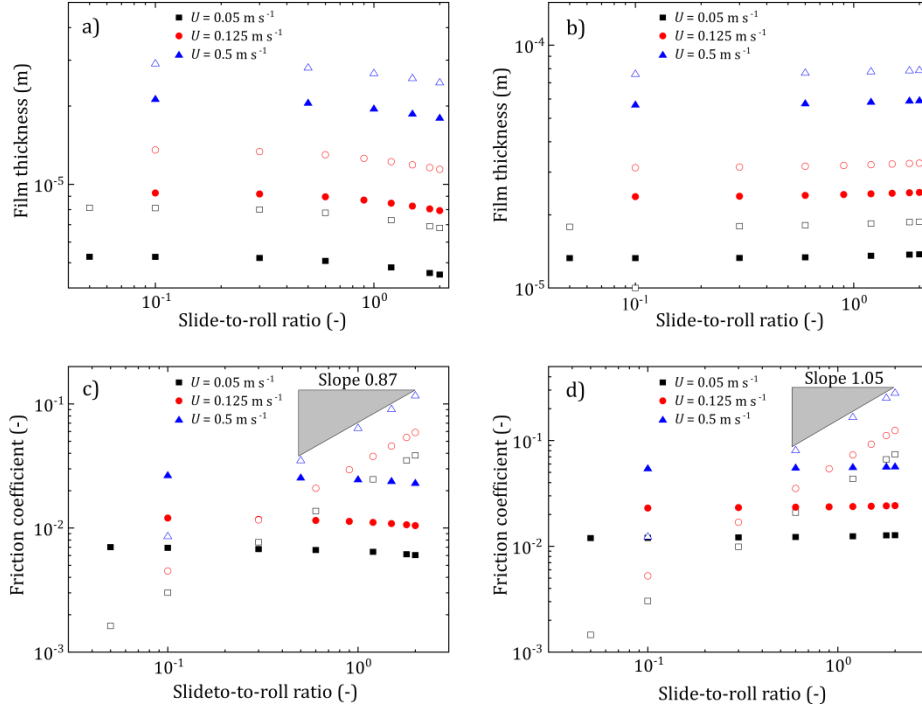 a)
U = 0.05 m s⁻¹
U = 0.125 m s⁻¹
U = 0.5 m s⁻¹
Film thickness (m)
10⁻⁵
10⁻¹
10⁰
Slide-to-roll ratio (-)
b)
U = 0.05 m s⁻¹
U = 0.125 m s⁻¹
U = 0.5 m s⁻¹
Film thickness (m)
10⁻⁴
10⁻⁵
10⁻¹
10⁰
Slide-to-roll ratio (-)
c)
U = 0.05 m s⁻¹
U = 0.125 m s⁻¹
U = 0.5 m s⁻¹
Slope 0.87
Friction coefficient (-)
10⁻¹
10⁻²
10⁻³
10⁻¹
10⁰
Slideto-to-roll ratio (-)
d)
U = 0.05 m s⁻¹
U = 0.125 m s⁻¹
U = 0.5 m s⁻¹
Slope 1.05
Friction coefficient (-)
10⁻¹
10⁻²
10⁻³
10⁻¹
10⁰
Slide-to-roll ratio (-)